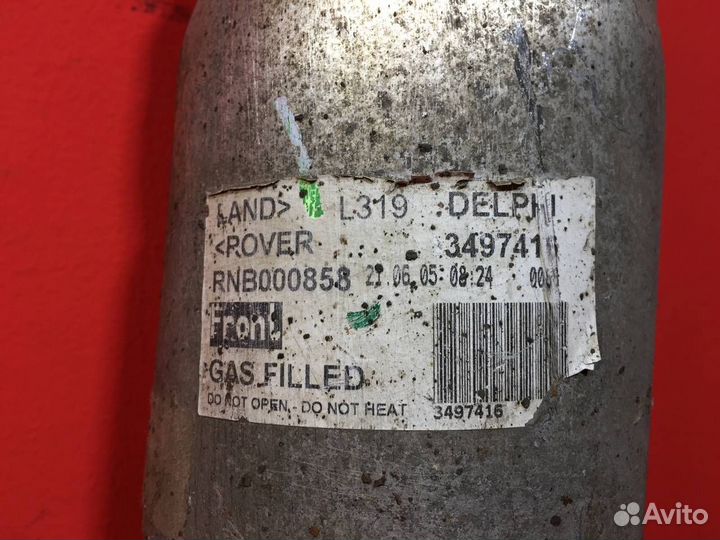 LAND> L319 DELPHI
<ROVER 3497416
RNB000858 06 05 08:24
Front
GAS FILLED
DO NOT OPEN - DO NOT HEAT 3497416
Avito